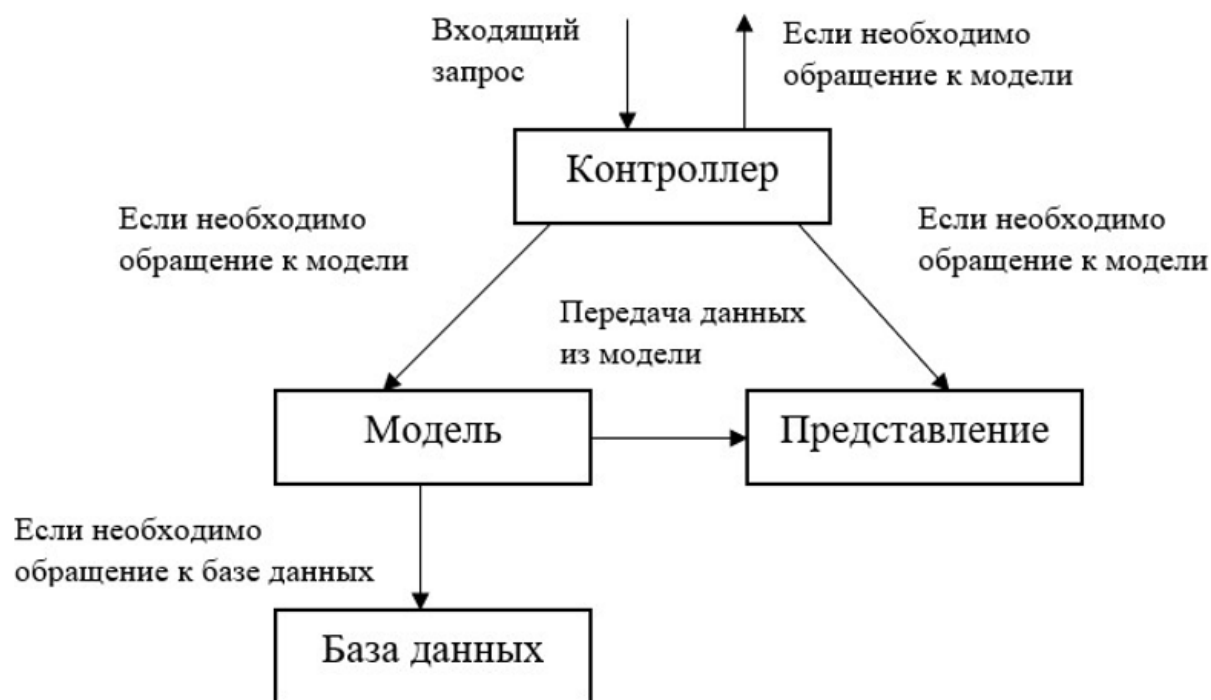 Входящий
запрос
Если необходимо
обращение к модели
Контроллер
Если необходимо
обращение к модели
Если необходимо
обращение к модели
Передача данных
из модели
Модель
Представление
Если необходимо
обращение к базе данных
База данных